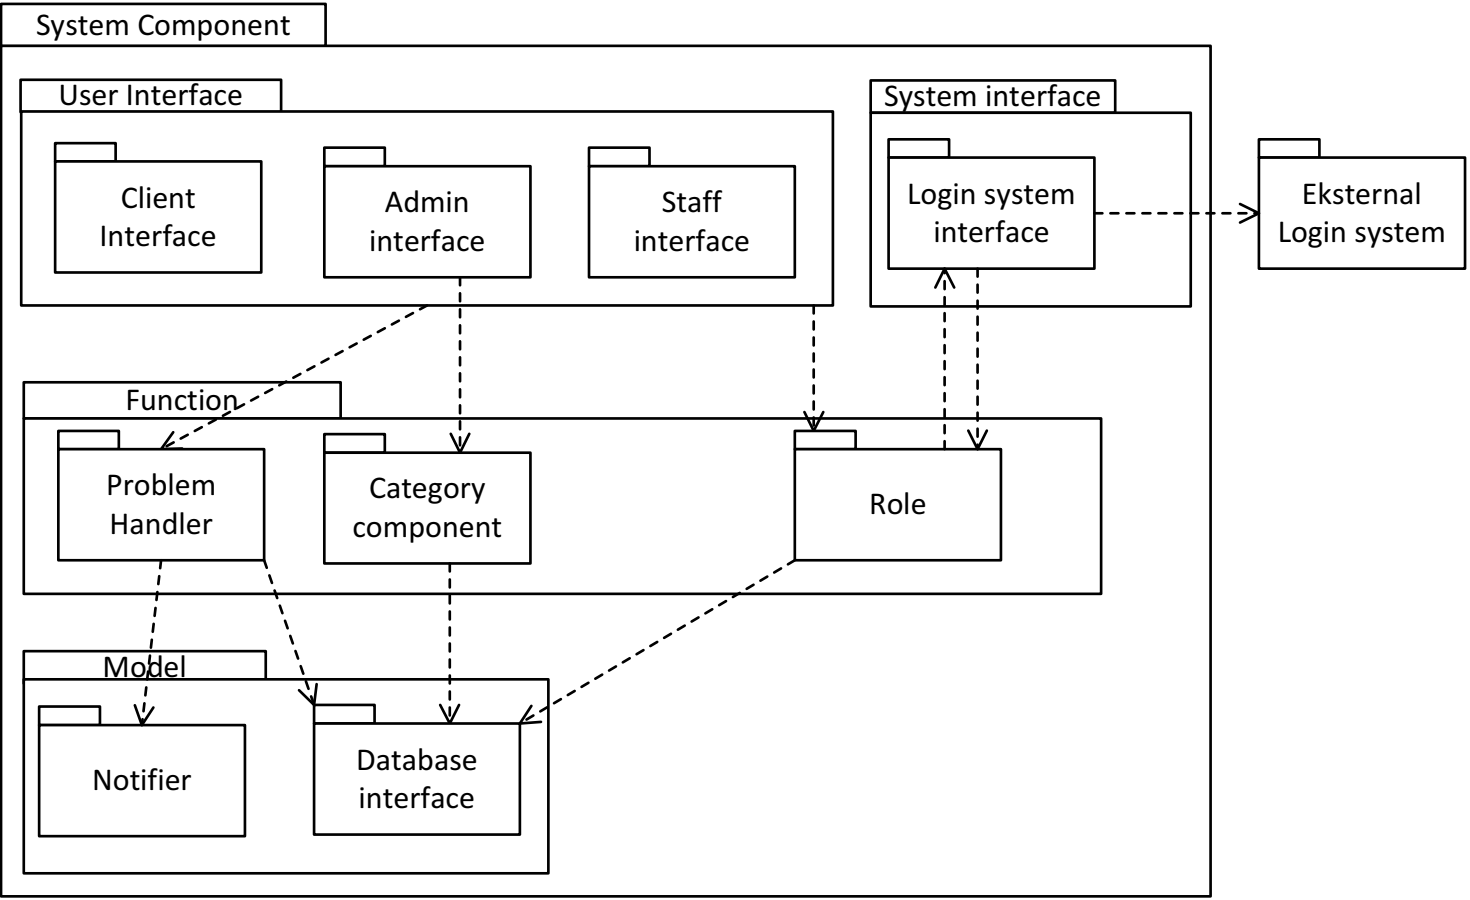 System Component
User Interface
System interface
Client
Interface
Admin
interface
Staff
interface
Login system
interface
Eksternal
Login system
Function
Problem
Handler
Category
component
Role
Model
Notifier
Database
interface